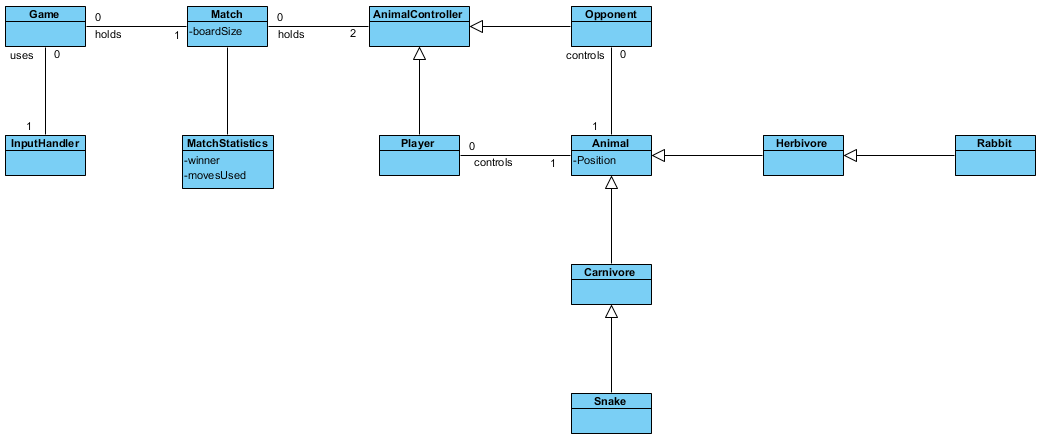 Game
0
holds
1
Match
-boardSize
0
holds
2
AnimalController
Opponent
uses
0
1
controls
0
1
InputHandler
MatchStatistics
-winner
-movesUsed
Player
0
controls
1
Animal
-Position
Herbivore
Rabbit
Carnivore
Snake